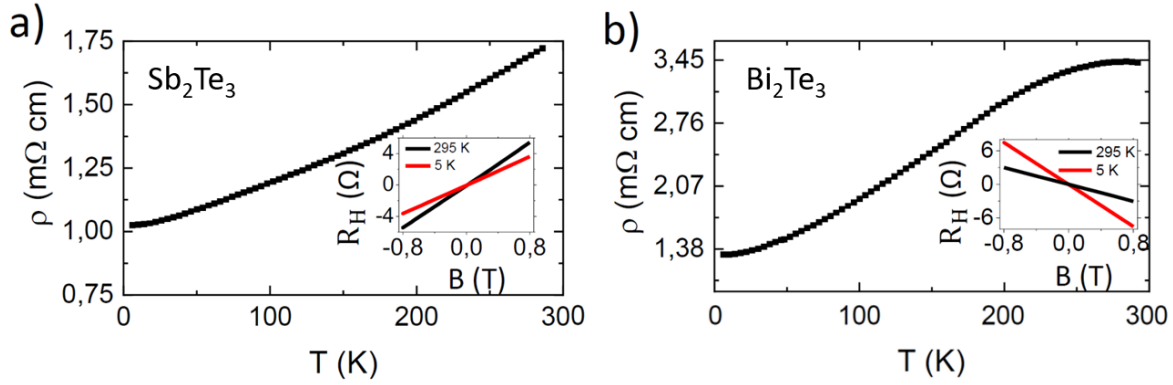 a)
Sb₂Te₃
ρ (mΩ cm)
1,75
1,50
1,25
1,00
0,75
0
100
200
300
T (K)
R_H (Ω)
4
0
-4
295 K
5 K
-0,8
0,0
0,8
B (T)
b)
Bi₂Te₃
ρ (mΩ cm)
3,45
2,76
2,07
1,38
0
100
200
300
T (K)
R_H (Ω)
6
0
-6
295 K
5 K
-0,8
0,0
0,8
B (T)